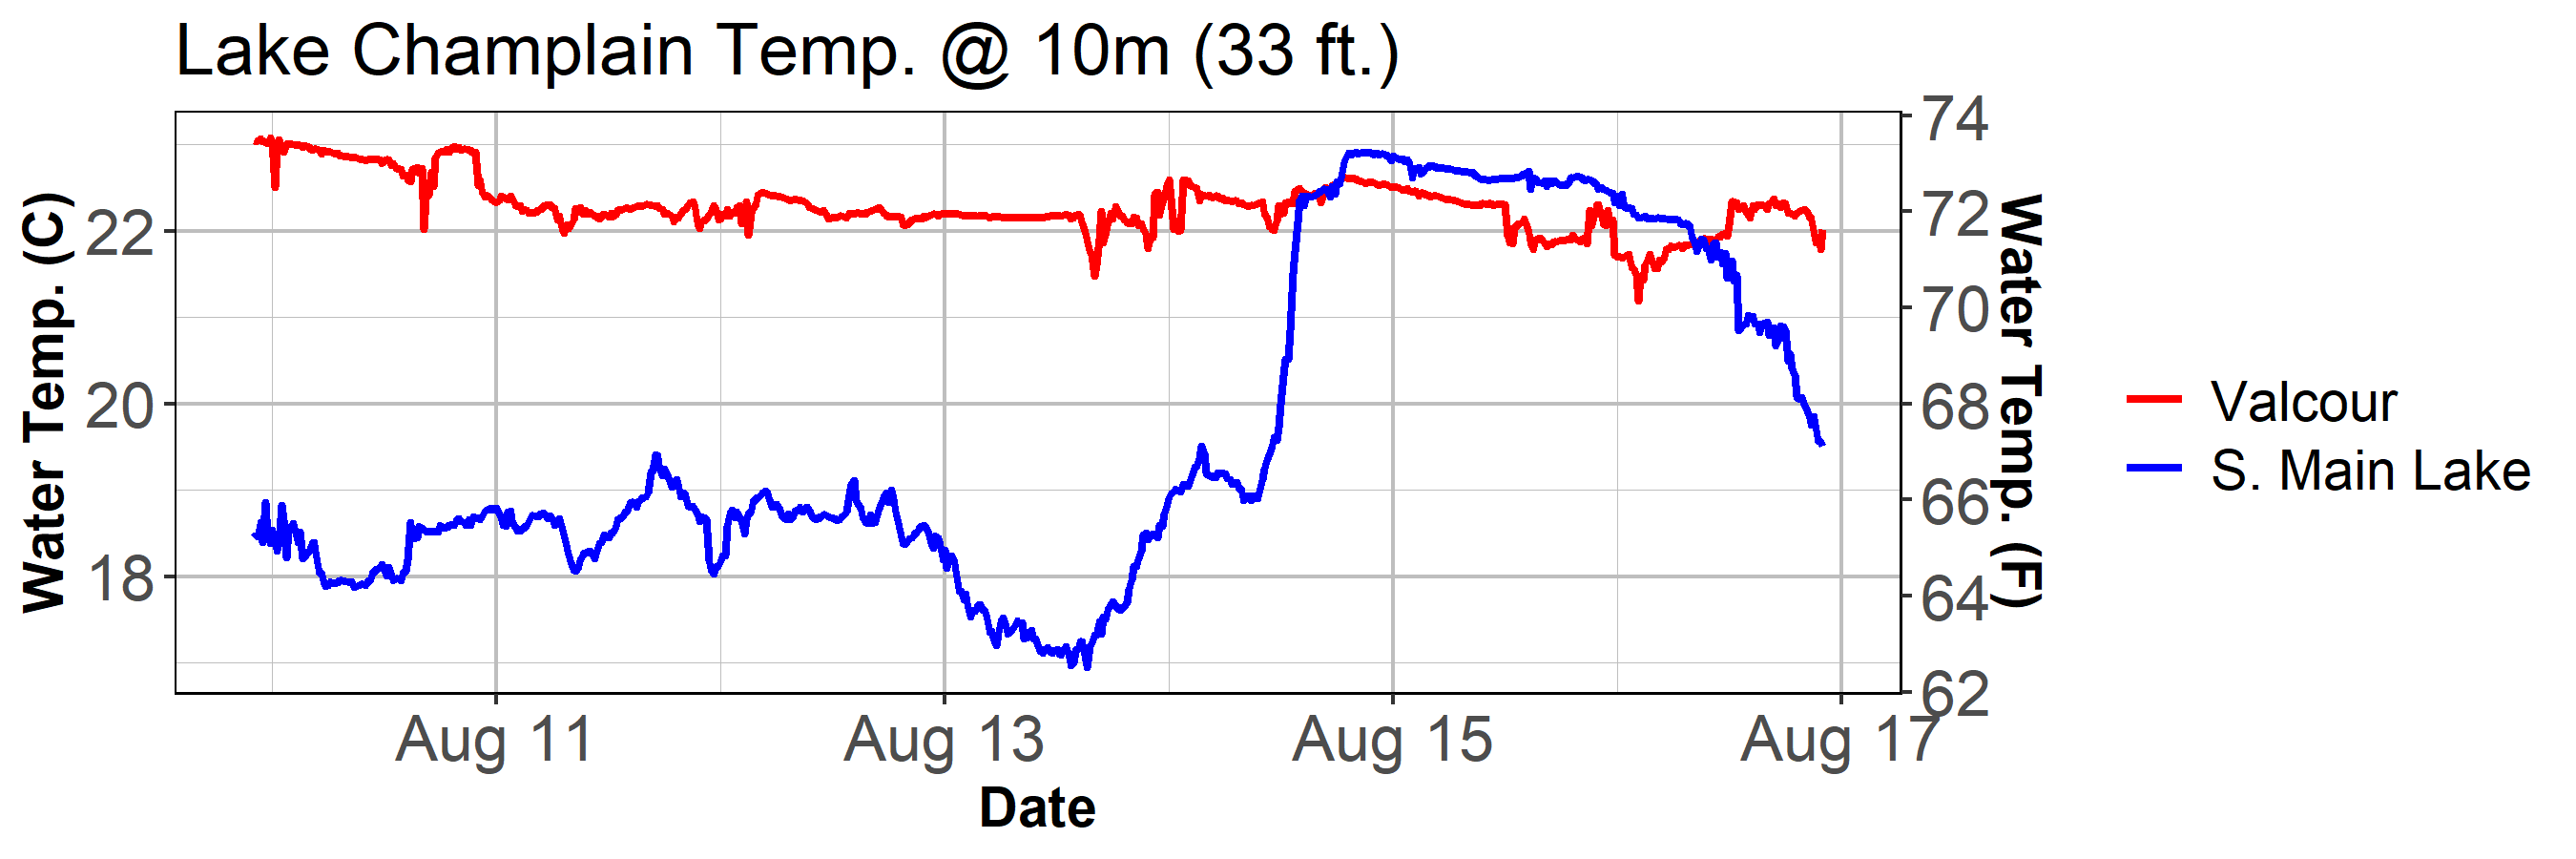 Lake Champlain Temp. @ 10m (33 ft.)
Water Temp. (C)
22
20
18
74
72
70
68
66
64
62
Water Temp. (F)
Aug 11
Aug 13
Aug 15
Aug 17
Date
Valcour
S. Main Lake